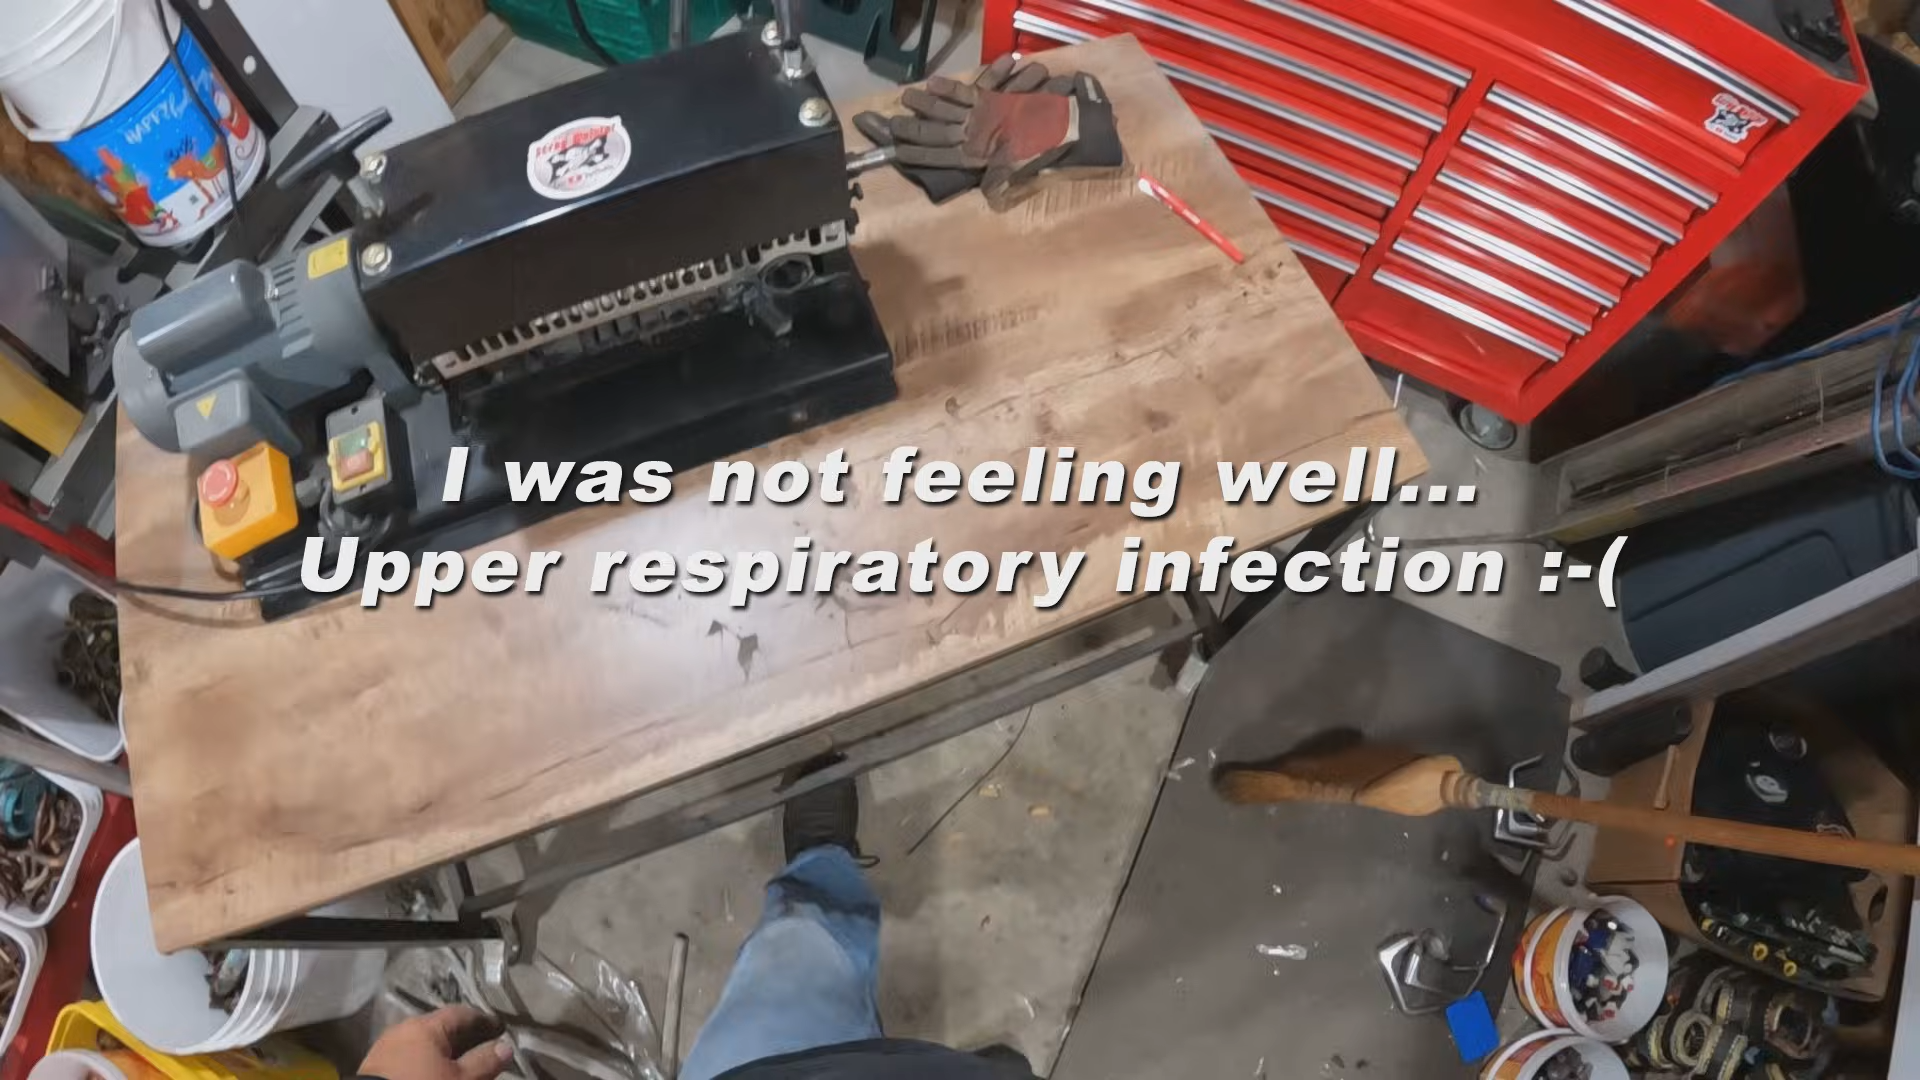 I was not feeling well...
Upper respiratory infection :-(